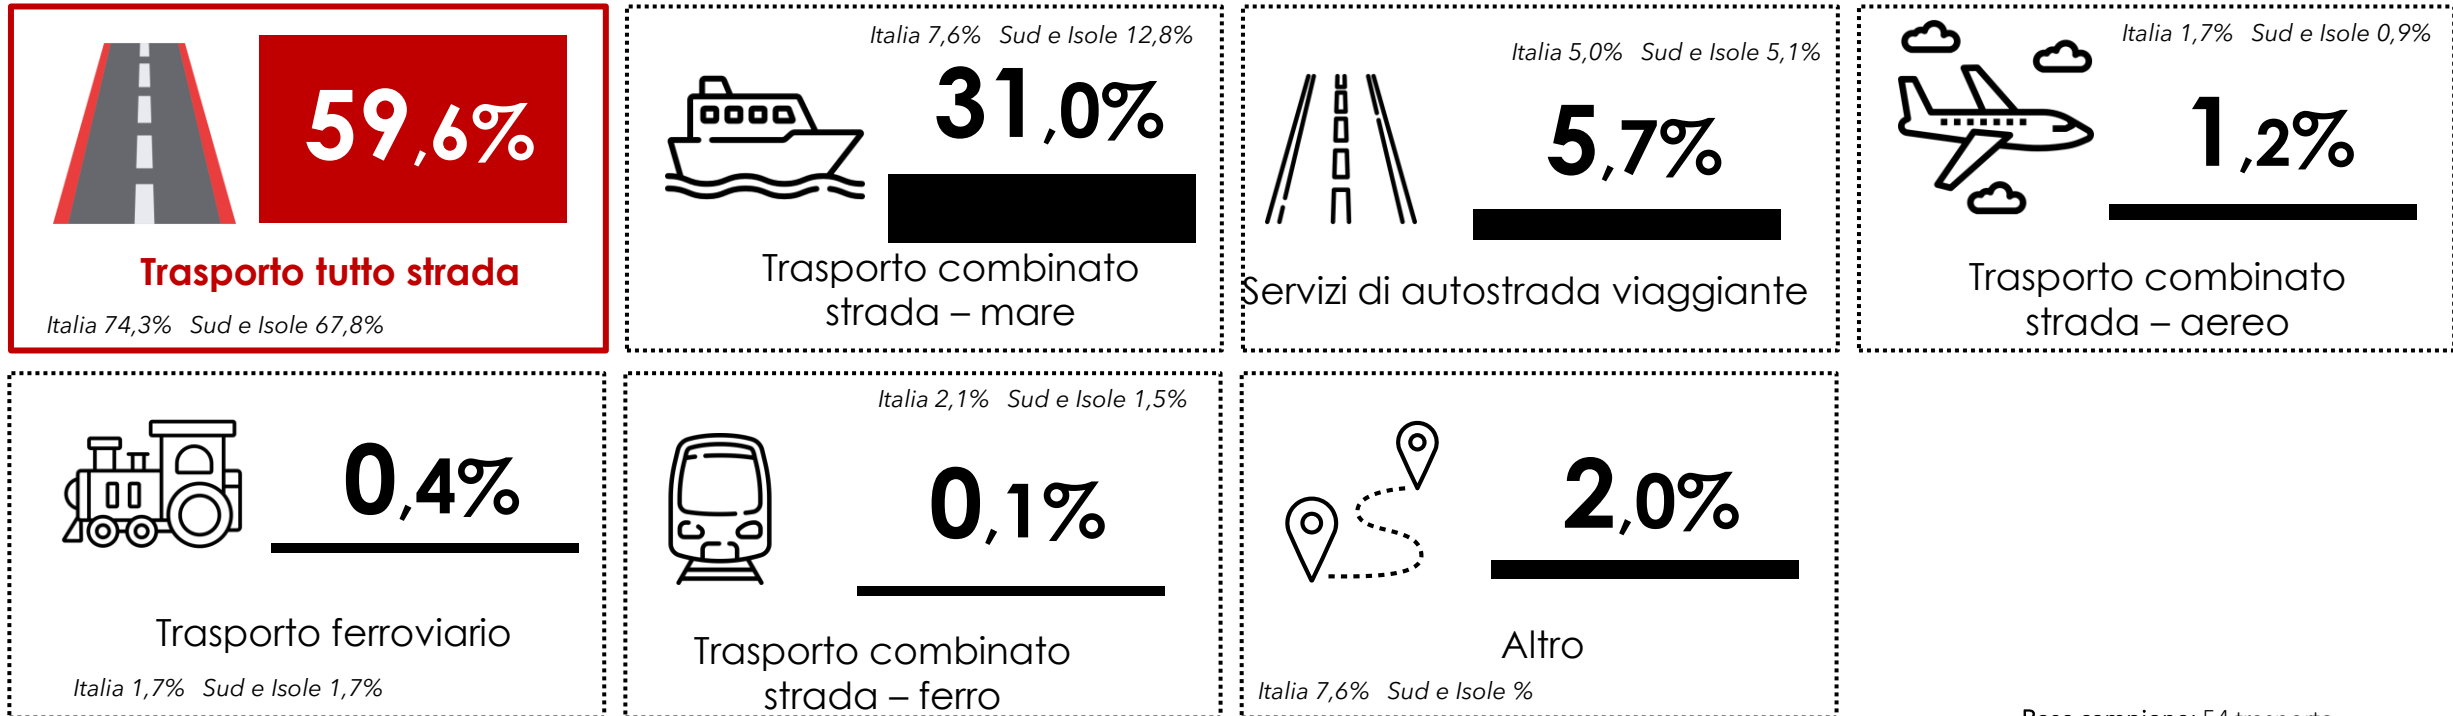 59,6%
Trasporto tutto strada
Italia 74,3% Sud e Isole 67,8%
Italia 7,6% Sud e Isole 12,8%
31,0%
Trasporto combinato
strada – mare
Italia 5,0% Sud e Isole 5,1%
5,7%
Servizi di autostrada viaggiante
Italia 1,7% Sud e Isole 0,9%
1,2%
Trasporto combinato
strada – aereo
0,4%
Trasporto ferroviario
Italia 1,7% Sud e Isole 1,7%
Italia 2,1% Sud e Isole 1,5%
0,1%
Trasporto combinato
strada – ferro
2,0%
Altro
Italia 7,6% Sud e Isole %